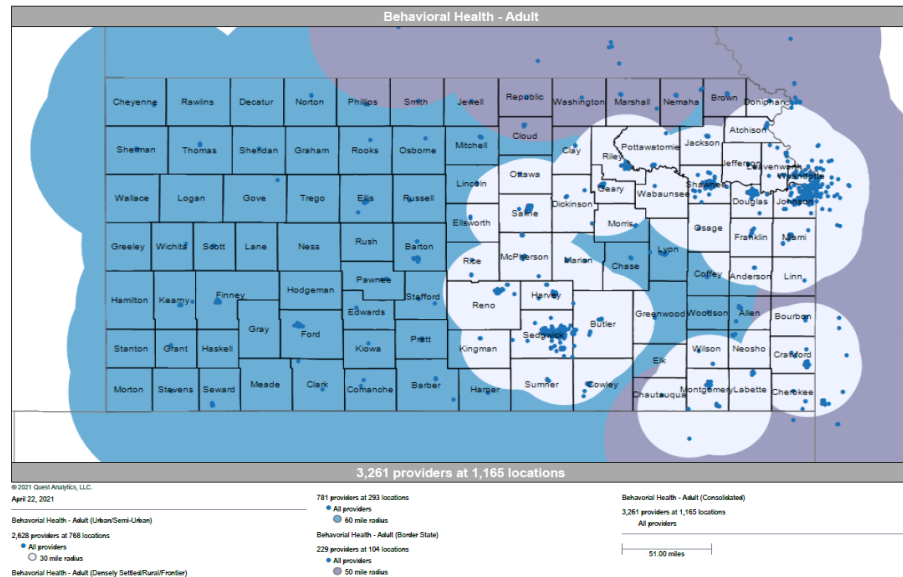 Behavioral Health - Adult
Cheyenne Rawlins Decatur Norton Phillips Smith Jewell Republic Washington Marshall Nemaha Brown Doniphan
Sherman Thomas Sheridan Graham Rooks Osborne Mitchell Cloud Clay Riley Pottawatomie Jackson Atchison
Jefferson Leavenworth Wyandotte
Wallace Logan Gove Trego Ellis Russell Lincoln Ottawa Saline Dickinson Geary Wabaunsee Shawnee Douglas Johnson
Greeley Wichita Scott Lane Ness Rush Barton Ellsworth Rice McPherson Marion Morris Chase Lyon Osage Franklin Miami
Hamilton Kearny Finney Hodgeman Pawnee Stafford Reno Harvey Coffey Anderson Linn
Gray Ford Edwards Sedgwick Butler Greenwood Woodson Allen Bourbon
Stanton Grant Haskell Kiowa Pratt Kingman Elk Wilson Neosho Crawford
Morton Stevens Seward Meade Clark Comanche Barber Harper Sumner Cowley Chautauqua Montgomery Labette Cherokee
3,261 providers at 1,165 locations
© 2021 Quest Analytics, LLC.
April 22, 2021
Behavorial Health - Adult (Urban/Semi-Urban)
2,628 providers at 768 locations
All providers
30 mile radius
Behavorial Health - Adult (Densely Settled/Rural/Frontier)
781 providers at 293 locations
All providers
60 mile radius
Behavorial Health - Adult (Border State)
229 providers at 104 locations
All providers
50 mile radius
Behavorial Health - Adult (Consolidated)
3,261 providers at 1,165 locations
All providers
51.00 miles